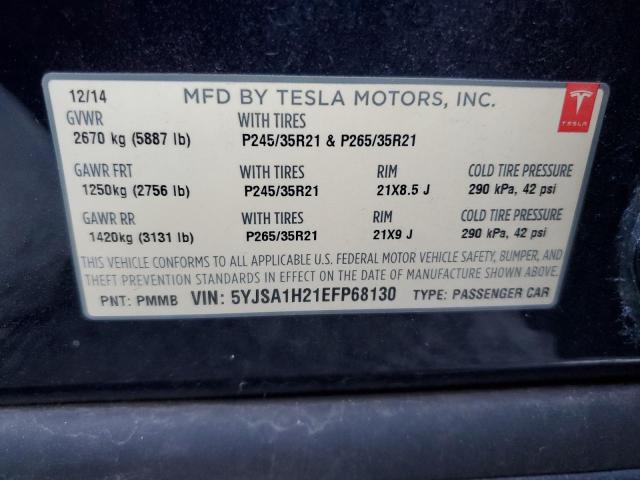 12/14 MFD BY TESLA MOTORS, INC.
TESLA
GVWR WITH TIRES
2670 kg (5887 lb) P245/35R21 & P265/35R21
GAWR FRT WITH TIRES RIM COLD TIRE PRESSURE
1250kg (2756 lb) P245/35R21 21X8.5 J 290 kPa, 42 psi
GAWR RR WITH TIRES RIM COLD TIRE PRESSURE
1420kg (3131 lb) P265/35R21 21X9 J 290 kPa, 42 psi
THIS VEHICLE CONFORMS TO ALL APPLICABLE U.S. FEDERAL MOTOR VEHICLE SAFETY, BUMPER, AND
THEFT PREVENTION STANDARDS IN EFFECT ON THE DATE OF MANUFACTURE SHOWN ABOVE.
PNT: PMMB VIN: 5YJSA1H21EFP68130 TYPE: PASSENGER CAR